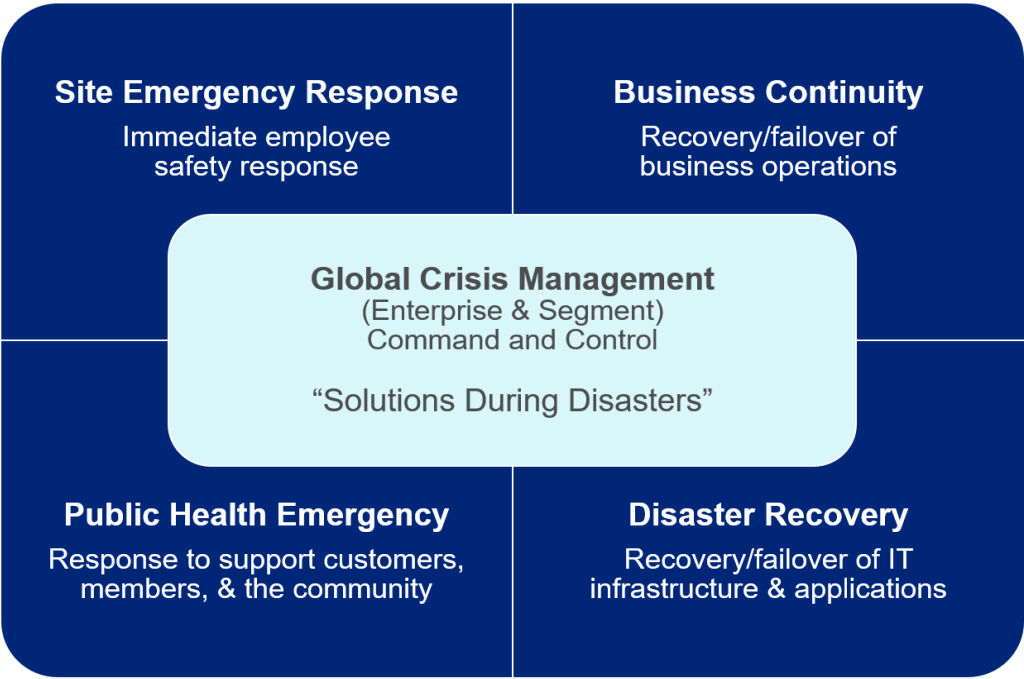 Site Emergency Response
Immediate employee
safety response
Business Continuity
Recovery/failover of
business operations
Global Crisis Management
(Enterprise & Segment)
Command and Control
“Solutions During Disasters”
Public Health Emergency
Response to support customers,
members, & the community
Disaster Recovery
Recovery/failover of IT
infrastructure & applications